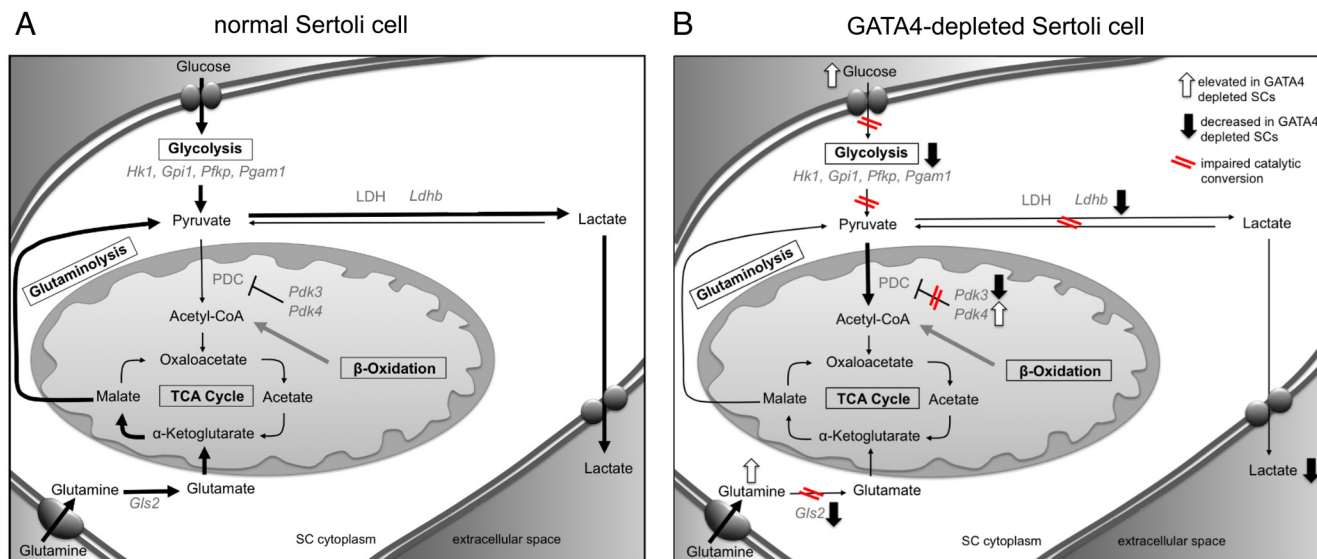 A
normal Sertoli cell
Glucose
Glycolysis
Hk1, Gpi1, Pfkp, Pgam1
LDH Ldhb
Pyruvate
Lactate
Glutaminolysis
PDC
Pdk3
Pdk4
Acetyl-CoA
Oxaloacetate
β-Oxidation
Malate
TCA Cycle
Acetate
α-Ketoglutarate
Lactate
Glutamine
Gls2
Glutamate
Glutamine
SC cytoplasm
extracellular space
B
GATA4-depleted Sertoli cell
Glucose
elevated in GATA4
depleted SCs
decreased in GATA4
depleted SCs
impaired catalytic
conversion
Glycolysis
Hk1, Gpi1, Pfkp, Pgam1
LDH Ldhb
Pyruvate
Lactate
Glutaminolysis
PDC
Pdk3
Pdk4
Acetyl-CoA
Oxaloacetate
β-Oxidation
Malate
TCA Cycle
Acetate
α-Ketoglutarate
Lactate
Glutamine
Gls2
Glutamate
Glutamine
SC cytoplasm
extracellular space